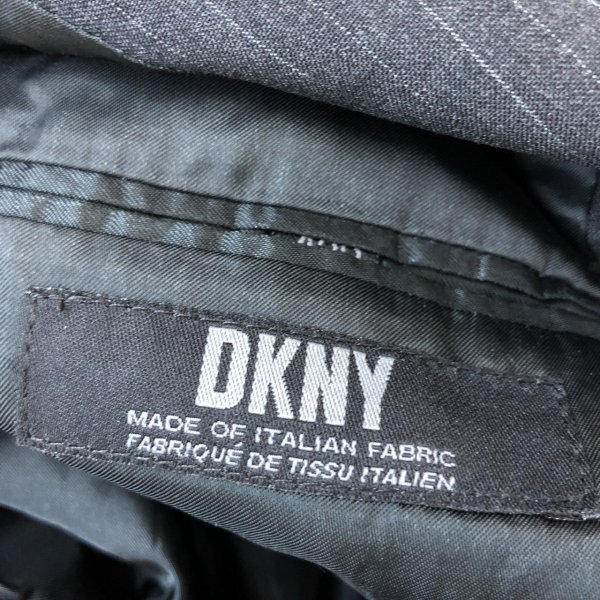 DKNY
MADE OF ITALIAN FABRIC
FABRIQUE DE TISSU ITALIEN